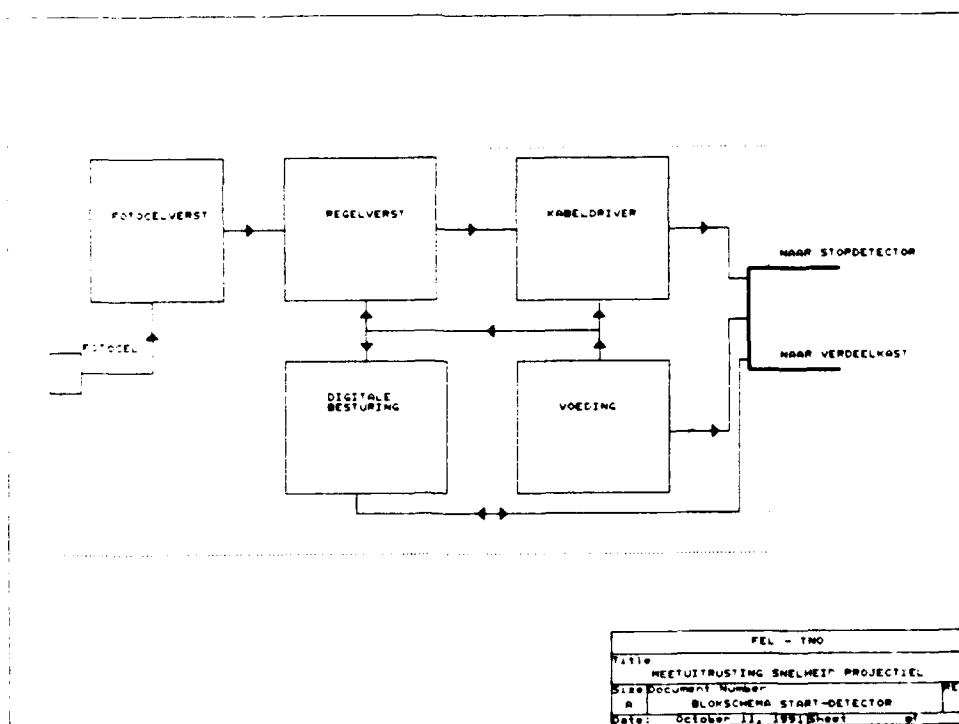 FOTOCELVERST
REGELVERST
KABELDRIVER
NAAR STOPDETECTOR
FOTOCEL
NAAR VERDEELKAST
DIGITALE
BESTURING
VOEDING
FEL - TNO
Title
MEETUITRUSTING SNELHEID PROJECTIEL
Size Document Number
A BLOKSCHEMA START-DETECTOR
Date: October 11, 1991 Sheet of